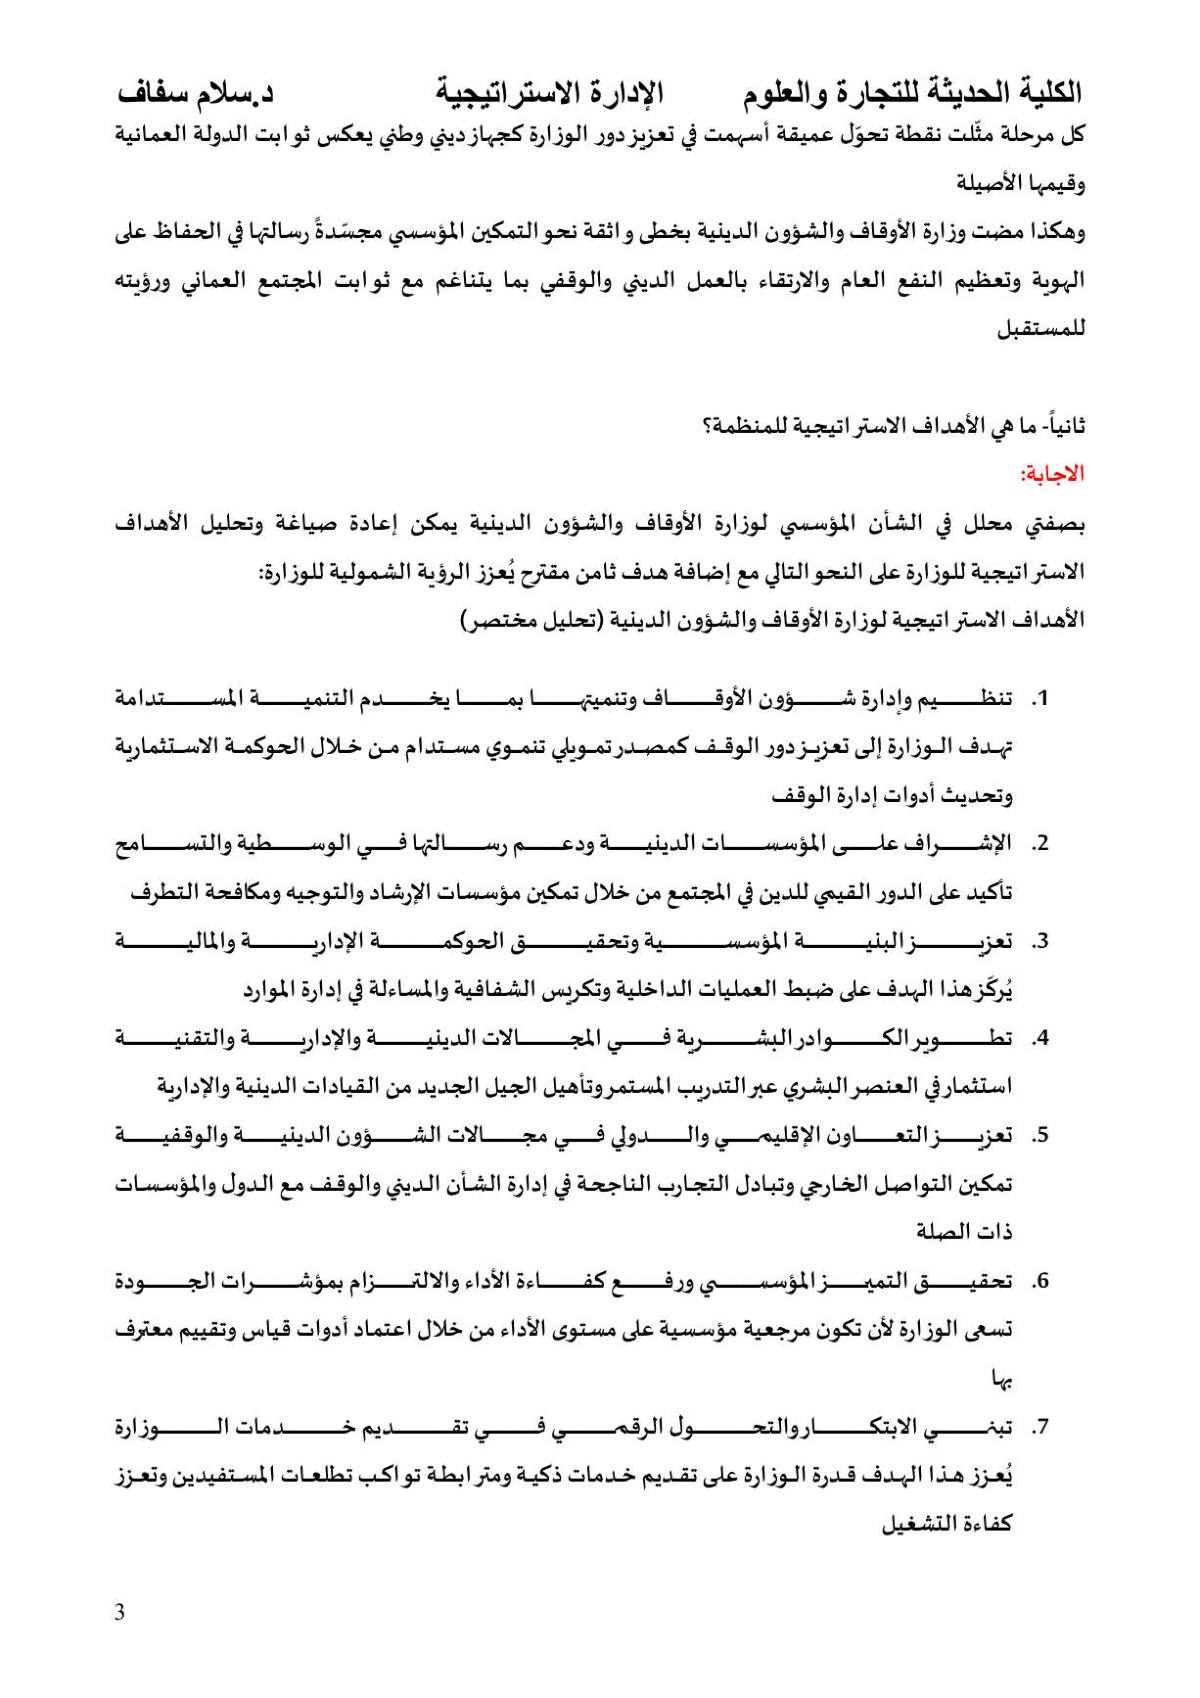 الكلية الحديثة للتجارة والعلوم الإدارة الاستراتيجية د.سلام سفاف
كل مرحلة مثّلت نقطة تحوّل عميقة أسهمت في تعزيز دور الوزارة كجهاز ديني وطني يعكس ثوابت الدولة العمانية
وقيمها الأصيلة
وهكذا مضت وزارة الأوقاف والشؤون الدينية بخطى واثقة نحو التمكين المؤسسي مجسّدةً رسالتها في الحفاظ على
الهوية وتعظيم النفع العام والارتقاء بالعمل الديني والوقفي بما يتناغم مع ثوابت المجتمع العماني ورؤيته
للمستقبل
ثانياً- ما هي الأهداف الاستراتيجية للمنظمة؟
الاجابة:
بصفتي محلل في الشأن المؤسسي لوزارة الأوقاف والشؤون الدينية يمكن إعادة صياغة وتحليل الأهداف
الاستراتيجية للوزارة على النحو التالي مع إضافة هدف ثامن مقترح يُعزز الرؤية الشمولية للوزارة:
الأهداف الاستراتيجية لوزارة الأوقاف والشؤون الدينية (تحليل مختصر)
1. تنظيم وإدارة شؤون الأوقاف وتنميتها بما يخدم التنمية المستدامة
تهدف الوزارة إلى تعزيز دور الوقف كمصدر تمويلي تنموي مستدام من خلال الحوكمة الاستثمارية
وتحديث أدوات إدارة الوقف
2. الإشراف على المؤسسات الدينية ودعم رسالتها في الوسطية والتسامح
تأكيد على الدور القيمي للدين في المجتمع من خلال تمكين مؤسسات الإرشاد والتوجيه ومكافحة التطرف
3. تعزيز البنية المؤسسية وتحقيق الحوكمة الإدارية والمالية
يُركّز هذا الهدف على ضبط العمليات الداخلية وتكريس الشفافية والمساءلة في إدارة الموارد
4. تطوير الكوادر البشرية في المجالات الدينية والإدارية والتقنية
استثمار في العنصر البشري عبر التدريب المستمر وتأهيل الجيل الجديد من القيادات الدينية والإدارية
5. تعزيز التعاون الإقليمي والدولي في مجالات الشؤون الدينية والوقفية
تمكين التواصل الخارجي وتبادل التجارب الناجحة في إدارة الشأن الديني والوقف مع الدول والمؤسسات
ذات الصلة
6. تحقيق التميز المؤسسي ورفع كفاءة الأداء والالتزام بمؤشرات الجودة
تسعى الوزارة لأن تكون مرجعية مؤسسية على مستوى الأداء من خلال اعتماد أدوات قياس وتقييم معترف
بها
7. تبني الابتكار والتحول الرقمي في تقديم خدمات الوزارة
يُعزز هذا الهدف قدرة الوزارة على تقديم خدمات ذكية ومترابطة تواكب تطلعات المستفيدين وتعزز
كفاءة التشغيل
3